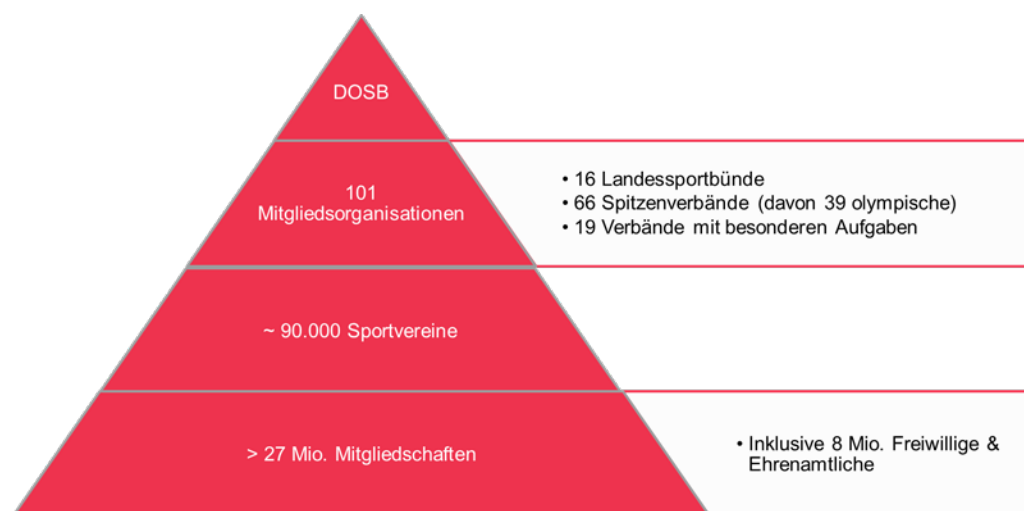 DOSB
101
Mitgliedsorganisationen
• 16 Landessportbünde
• 66 Spitzenverbände (davon 39 olympische)
• 19 Verbände mit besonderen Aufgaben
~ 90.000 Sportvereine
> 27 Mio. Mitgliedschaften
• Inklusive 8 Mio. Freiwillige &
Ehrenamtliche